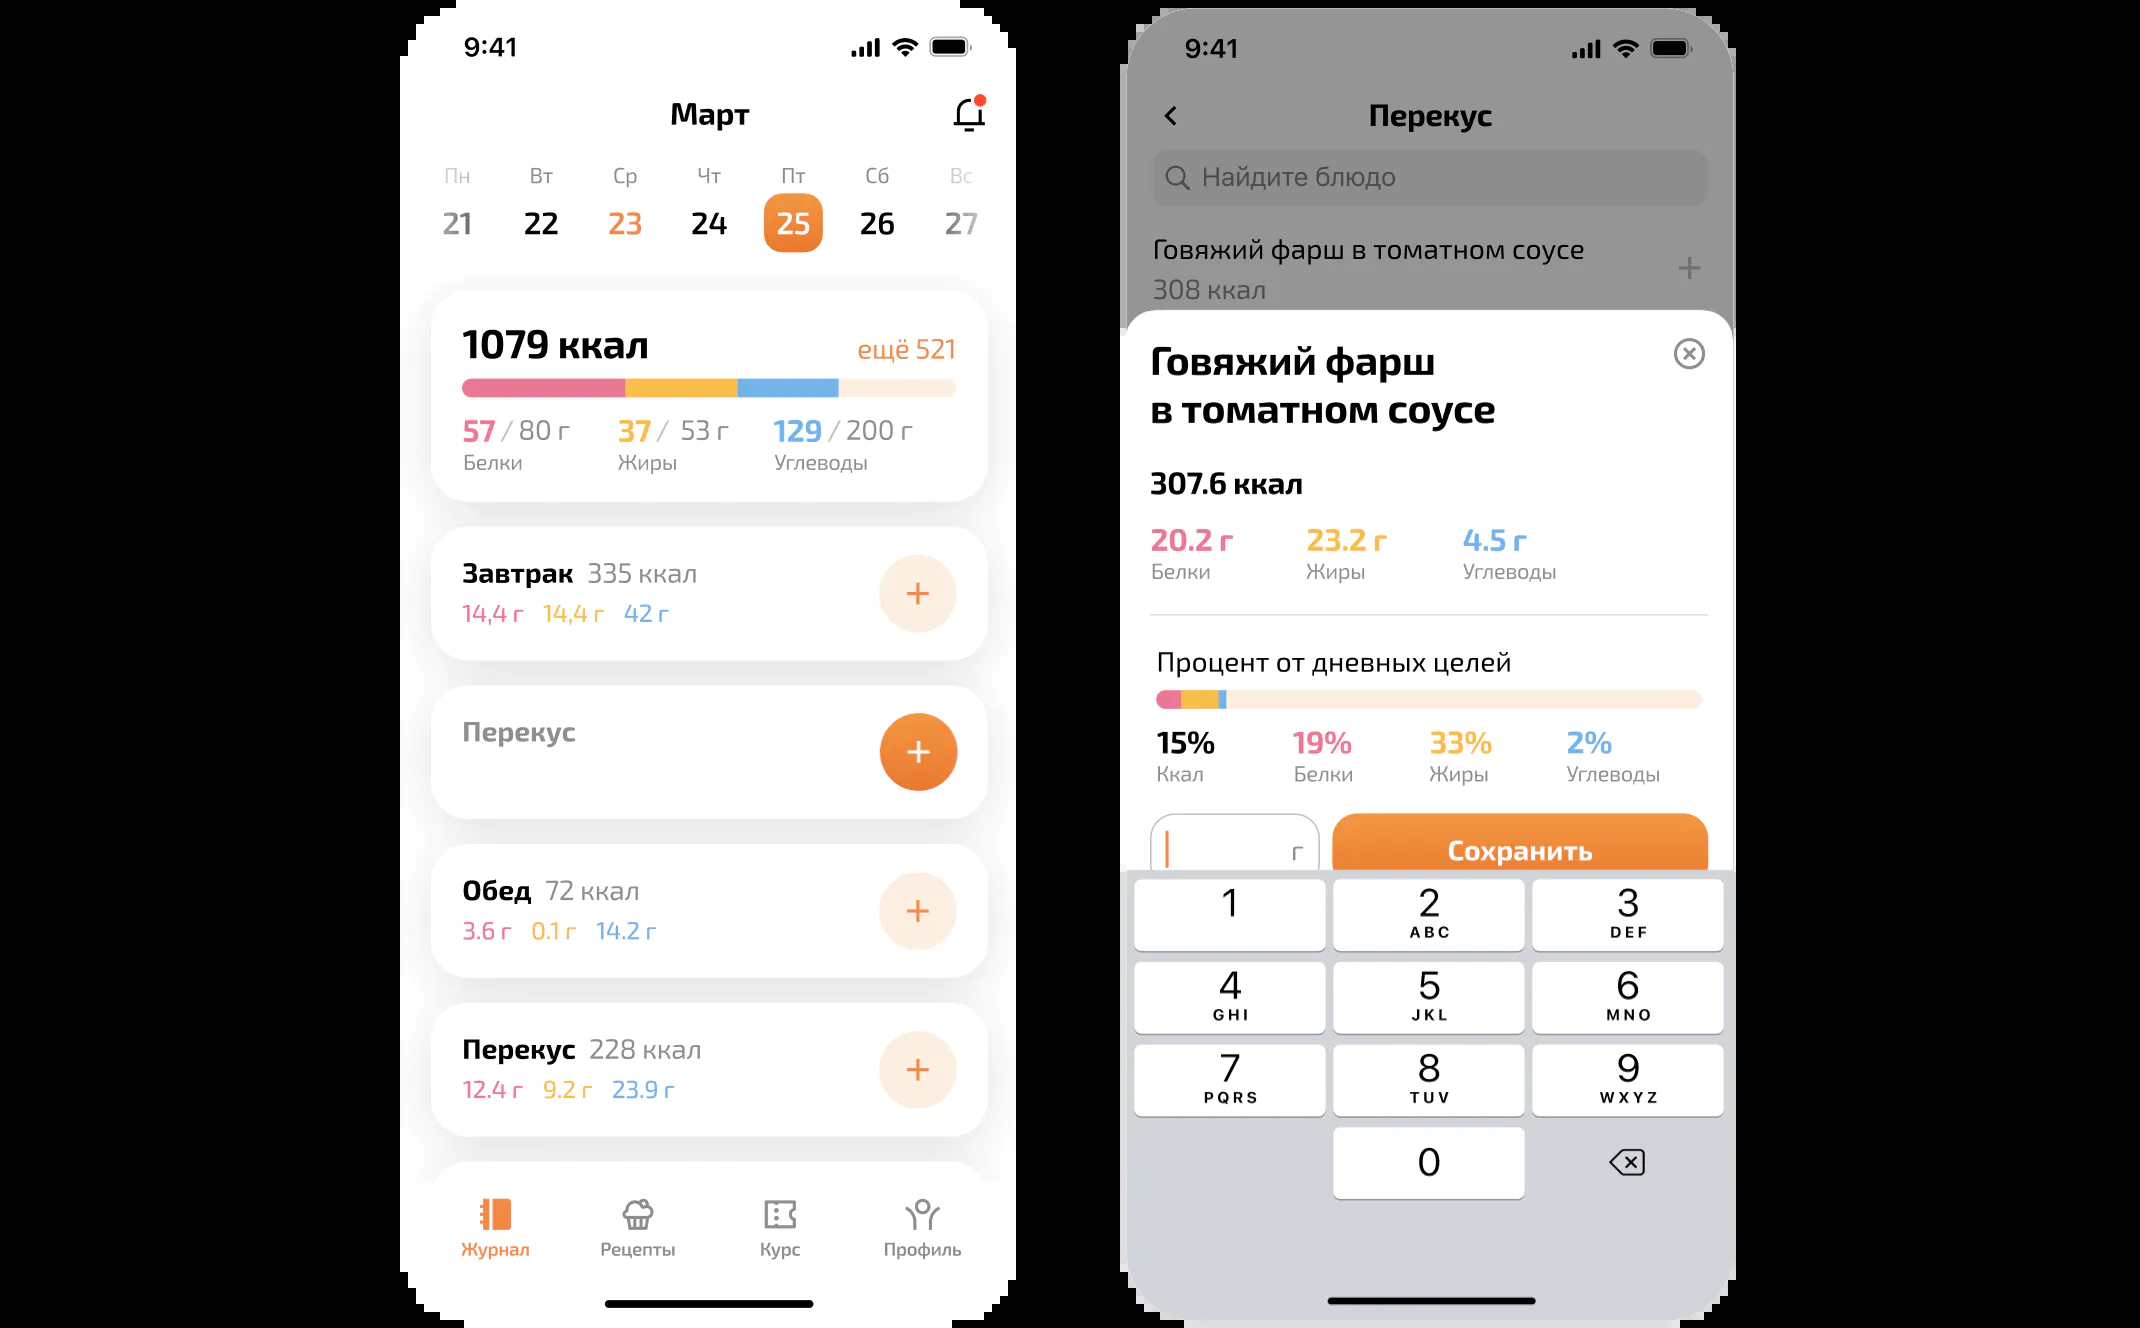 9:41
Март
Пн Вт Ср Чт Пт Сб Вс
21 22 23 24 25 26 27
1079 ккал ещё 521
57 / 80 г 37 / 53 г 129 / 200 г
Белки Жиры Углеводы
Завтрак 335 ккал
14,4 г 14,4 г 42 г
Перекус
Обед 72 ккал
3.6 г 0.1 г 14.2 г
Перекус 228 ккал
12.4 г 9.2 г 23.9 г
Журнал Рецепты Курс Профиль
9:41
Перекус
Найдите блюдо
Говяжий фарш в томатном соусе
308 ккал
Говяжий фарш
в томатном соусе
307.6 ккал
20.2 г 23.2 г 4.5 г
Белки Жиры Углеводы
Процент от дневных целей
15% 19% 33% 2%
Ккал Белки Жиры Углеводы
г Сохранить
1 2 3
ABC DEF
4 5 6
GHI JKL MNO
7 8 9
PQRS TUV WXYZ
0